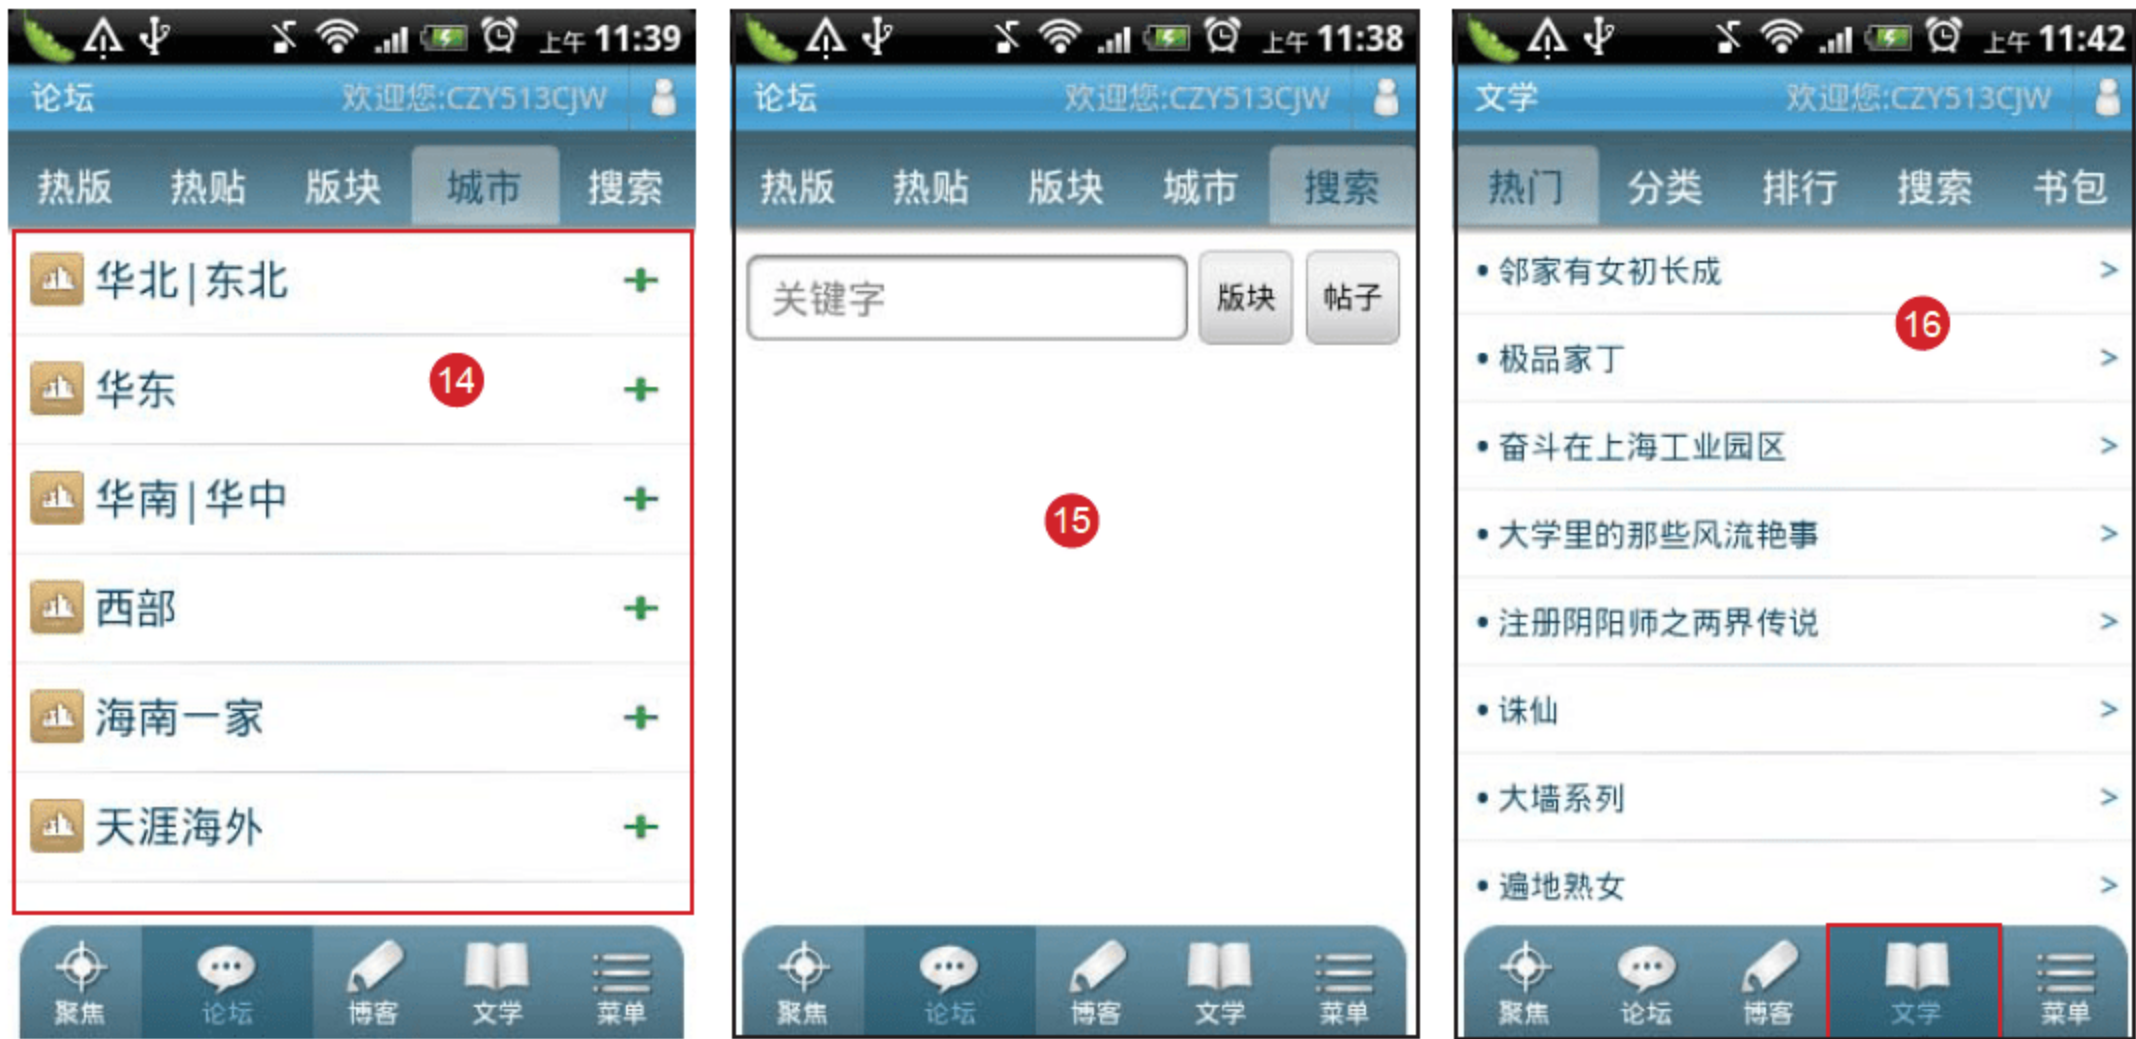 上午 11:39
论坛 欢迎您:CZY513CJW
热版 热贴 版块 城市 搜索
华北|东北
华东
14
华南|华中
西部
海南一家
天涯海外
聚焦 论坛 博客 文学 菜单
上午 11:38
论坛 欢迎您:CZY513CJW
热版 热贴 版块 城市 搜索
关键字 版块 帖子
15
聚焦 论坛 博客 文学 菜单
上午 11:42
文学 欢迎您:CZY513CJW
热门 分类 排行 搜索 书包
• 邻家有女初长成 >
16
• 极品家丁 >
• 奋斗在上海工业园区 >
• 大学里的那些风流艳事 >
• 注册阴阳师之两界传说 >
• 诛仙 >
• 大墙系列 >
• 遍地熟女 >
聚焦 论坛 博客 文学 菜单